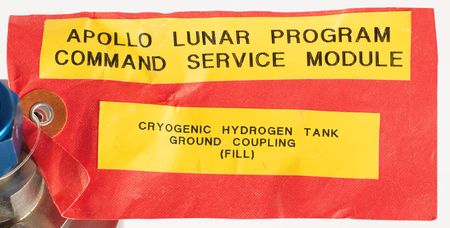 APOLLO LUNAR PROGRAM
COMMAND SERVICE MODULE
CRYOGENIC HYDROGEN TANK
GROUND COUPLING
(FILL)